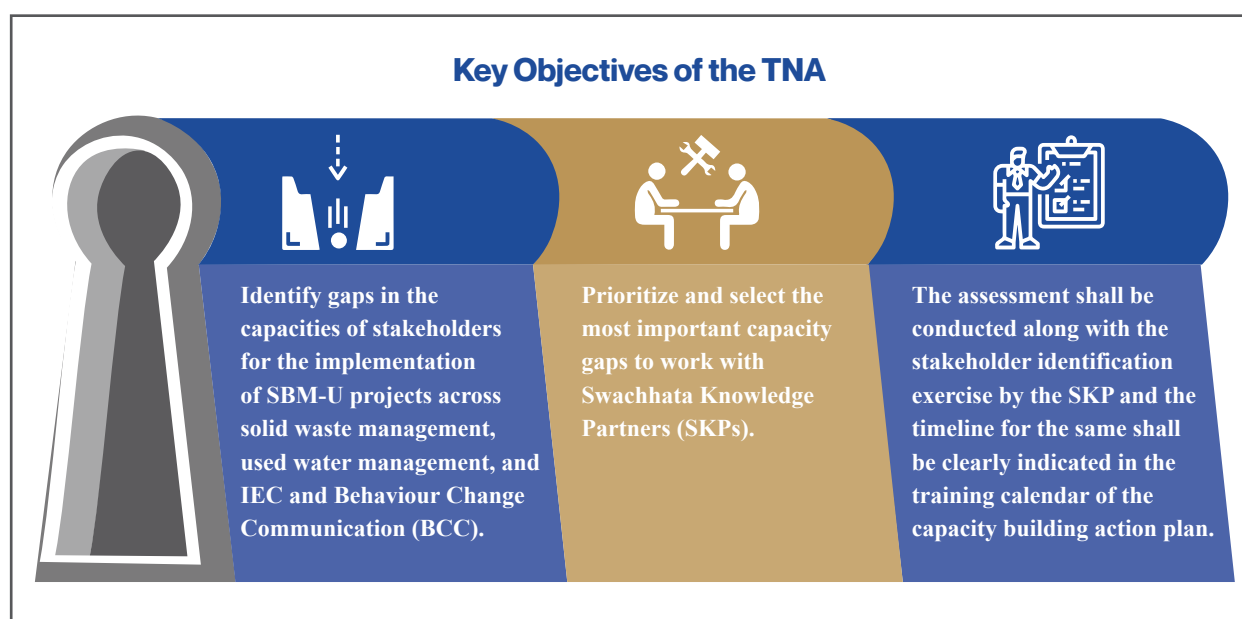 Key Objectives of the TNA
Identify gaps in the
capacities of stakeholders
for the implementation
of SBM-U projects across
solid waste management,
used water management, and
IEC and Behaviour Change
Communication (BCC).
Prioritize and select the
most important capacity
gaps to work with
Swachhata Knowledge
Partners (SKPs).
The assessment shall be
conducted along with the
stakeholder identification
exercise by the SKP and the
timeline for the same shall
be clearly indicated in the
training calendar of the
capacity building action plan.